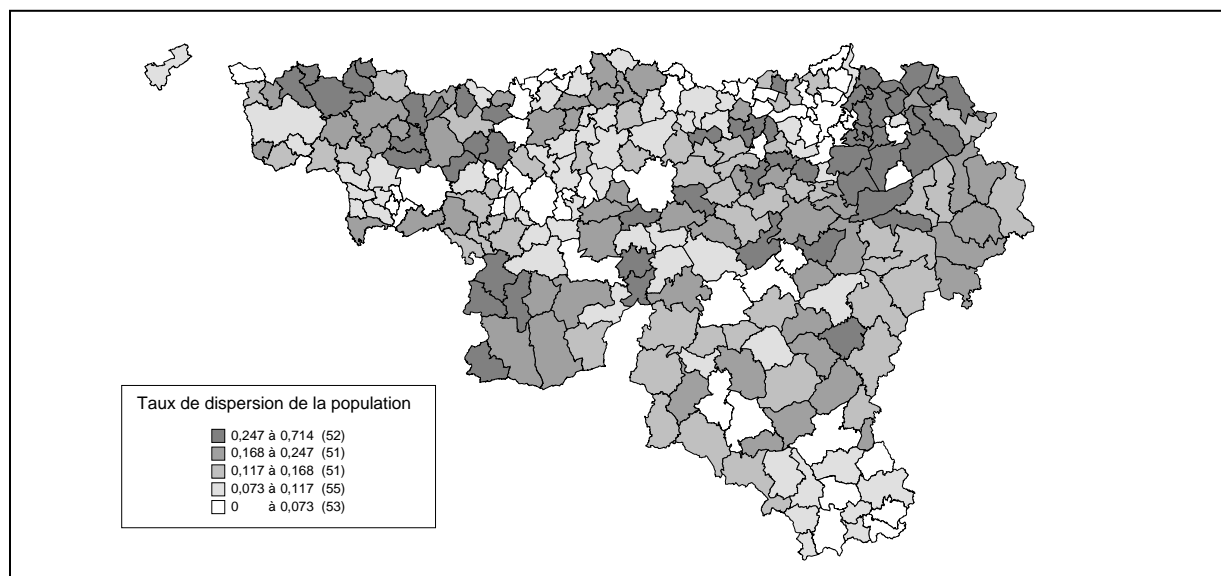 Taux de dispersion de la population
0,247 à 0,714 (52)
0,168 à 0,247 (51)
0,117 à 0,168 (51)
0,073 à 0,117 (55)
0 à 0,073 (53)